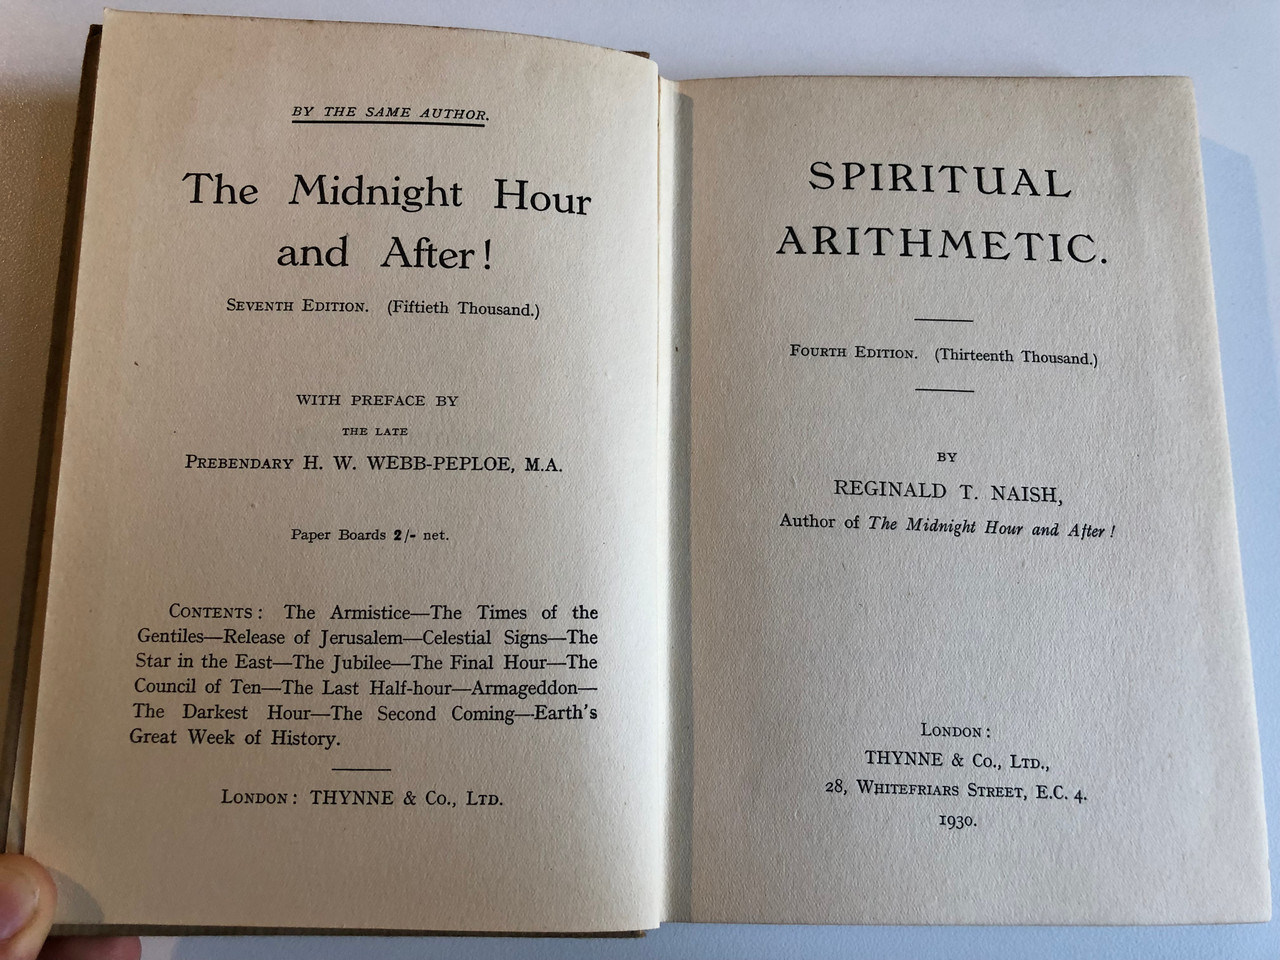 BY THE SAME AUTHOR.
The Midnight Hour
and After!
SEVENTH EDITION. (Fiftieth Thousand.)
WITH PREFACE BY
THE LATE
PREBENDARY H. W. WEBB-PEPLOE, M.A.
Paper Boards 2/- net.
CONTENTS: The Armistice—The Times of the
Gentiles—Release of Jerusalem—Celestial Signs—The
Star in the East—The Jubilee—The Final Hour—The
Council of Ten—The Last Half-hour—Armageddon—
The Darkest Hour—The Second Coming—Earth's
Great Week of History.
LONDON: THYNNE & Co., LTD.
SPIRITUAL
ARITHMETIC.
FOURTH EDITION. (Thirteenth Thousand.)
BY
REGINALD T. NAISH,
Author of The Midnight Hour and After!
LONDON:
THYNNE & Co., LTD.,
28, WHITEFRIARS STREET, E.C. 4.
1930.